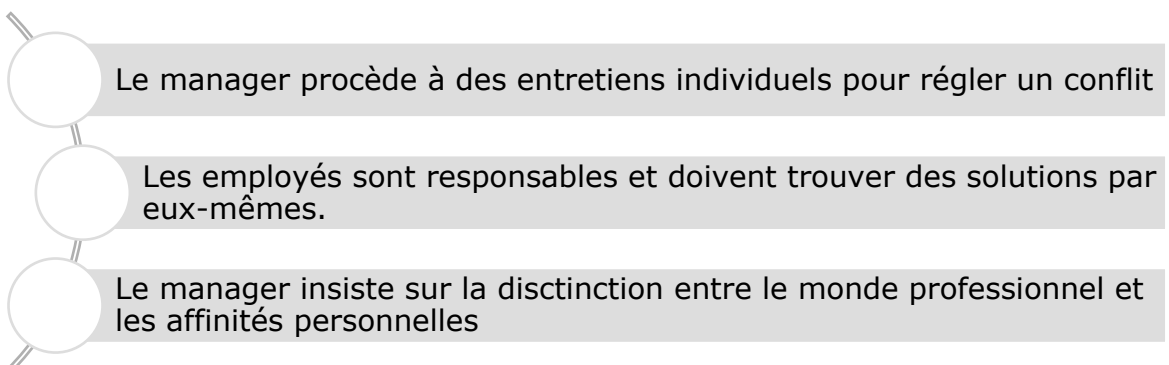 Le manager procède à des entretiens individuels pour régler un conflit
Les employés sont responsables et doivent trouver des solutions par
eux-mêmes.
Le manager insiste sur la disctinction entre le monde professionnel et
les affinités personnelles